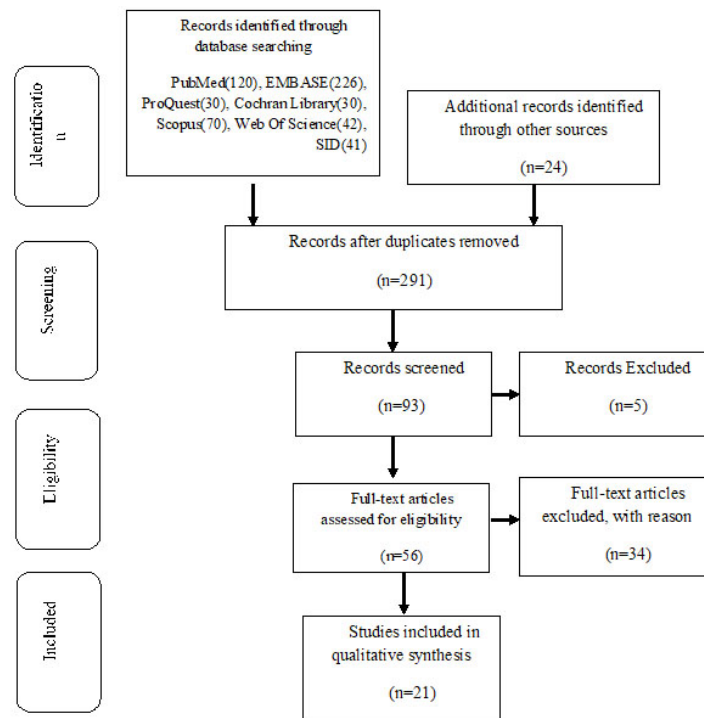 Identificatio
n
Records identified through
database searching
PubMed(120), EMBASE(226),
ProQuest(30), Cochran Library(30),
Scopus(70), Web Of Science(42),
SID(41)
Additional records identified
through other sources
(n=24)
Screening
Records after duplicates removed
(n=291)
Records screened
(n=93)
Records Excluded
(n=5)
Eligibility
Full-text articles
assessed for eligibility
(n=56)
Full-text articles
excluded, with reason
(n=34)
Included
Studies included in
qualitative synthesis
(n=21)